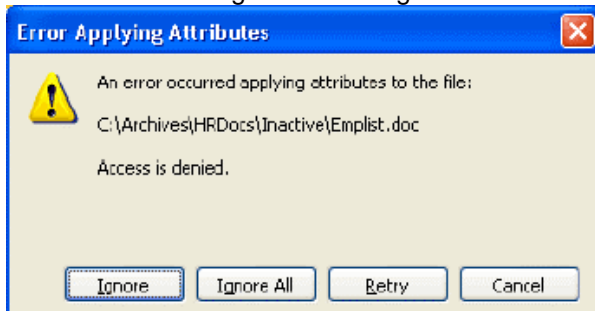 Error Applying Attributes
An error occurred applying attributes to the file:
C:\Archives\HRDocs\Inactive\Emplist.doc
Access is denied.
Ignore Ignore All Retry Cancel